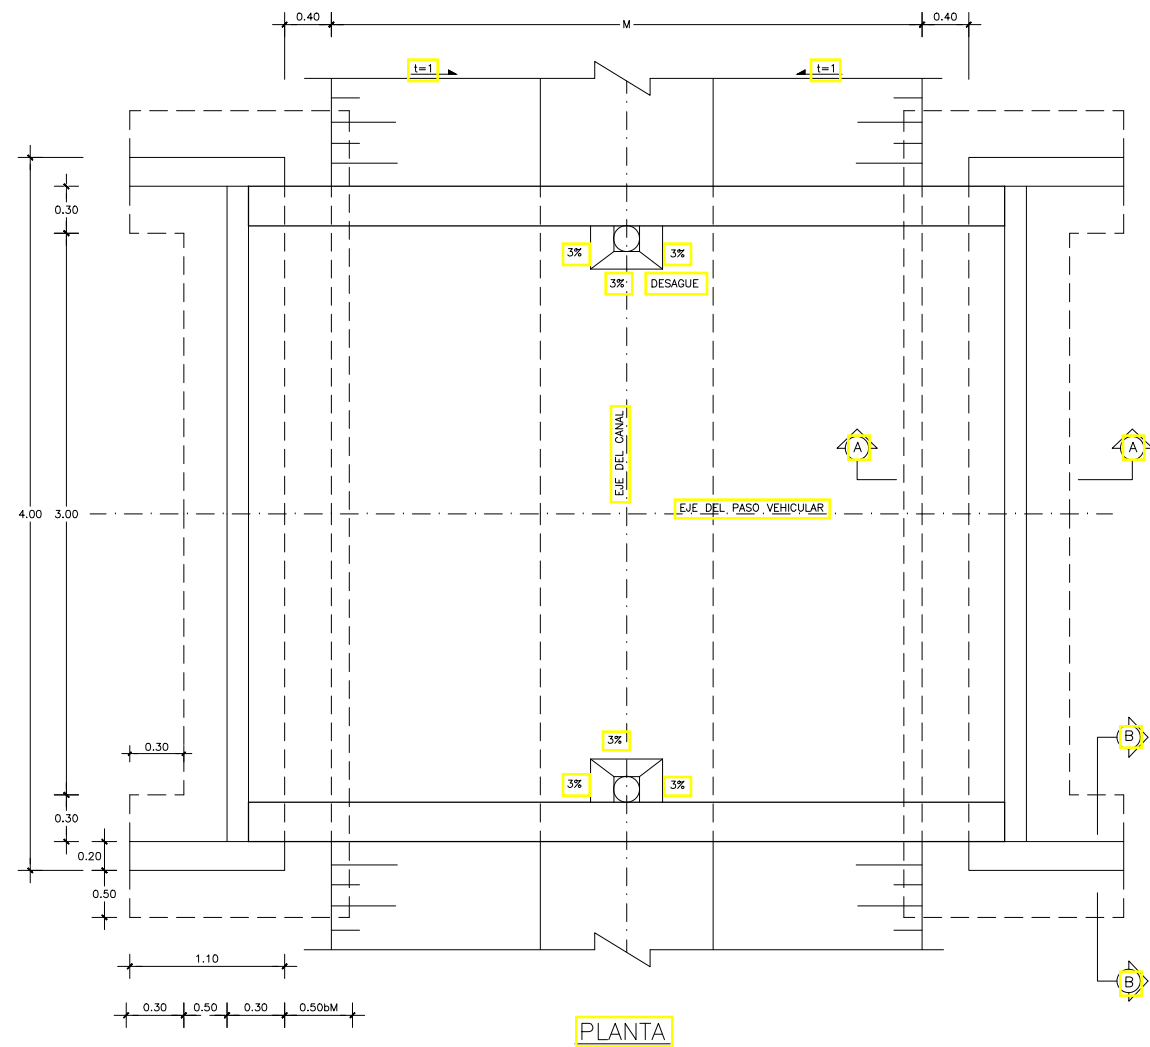 0.40 M 0.40
t=1 t=1
0.30
3% 3%
3% DESAGUE
EJE DEL CANAL
A A
EJE DEL PASO VEHICULAR
4.00 3.00
B
3%
0.30
3% 3%
0.30
0.20
0.50
1.10
B
0.30 0.50 0.30 0.50bM
PLANTA